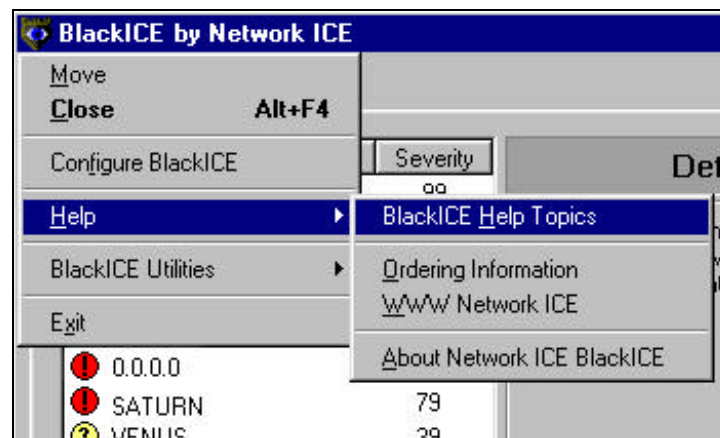 BlackICE by Network ICE
Move
Close Alt+F4
Configure BlackICE
Help
BlackICE Utilities
Exit
BlackICE Help Topics
Ordering Information
WWW Network ICE
About Network ICE BlackICE
Severity
99
0.0.0.0
SATURN 79
VENUS 39